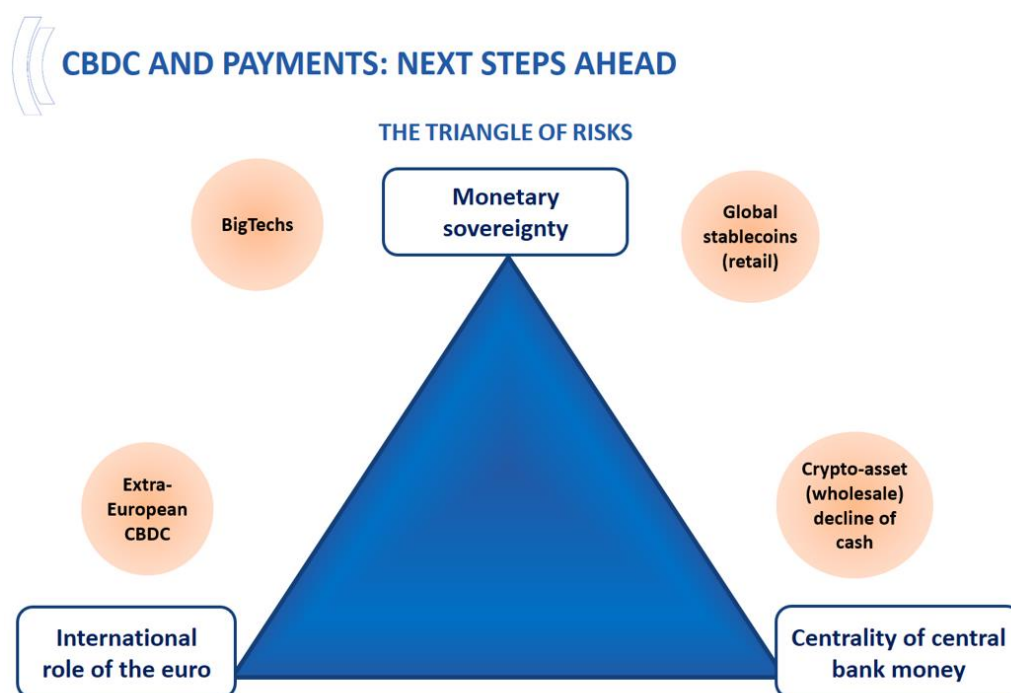 CBDC AND PAYMENTS: NEXT STEPS AHEAD
THE TRIANGLE OF RISKS
Monetary
sovereignty
BigTechs
Global
stablecoins
(retail)
Extra-
European
CBDC
Crypto-asset
(wholesale)
decline of
cash
International
role of the euro
Centrality of central
bank money